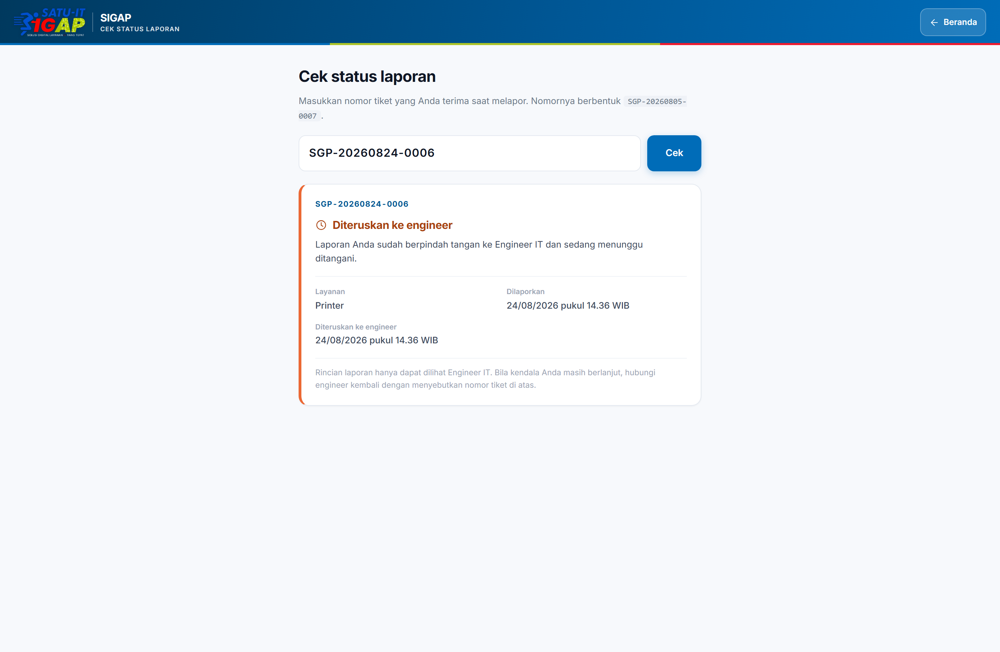 SATU-IT
SIGAP
SOLUSI DIGITAL LAYANAN YANG TEPAT
SIGAP
CEK STATUS LAPORAN
Beranda
Cek status laporan
Masukkan nomor tiket yang Anda terima saat melapor. Nomornya berbentuk SGP-20260805-
0007 .
SGP-20260824-0006
Cek
SGP-20260824-0006
Diteruskan ke engineer
Laporan Anda sudah berpindah tangan ke Engineer IT dan sedang menunggu
ditangani.
Layanan
Dilaporkan
Printer
24/08/2026 pukul 14.36 WIB
Diteruskan ke engineer
24/08/2026 pukul 14.36 WIB
Rincian laporan hanya dapat dilihat Engineer IT. Bila kendala Anda masih berlanjut, hubungi
engineer kembali dengan menyebutkan nomor tiket di atas.